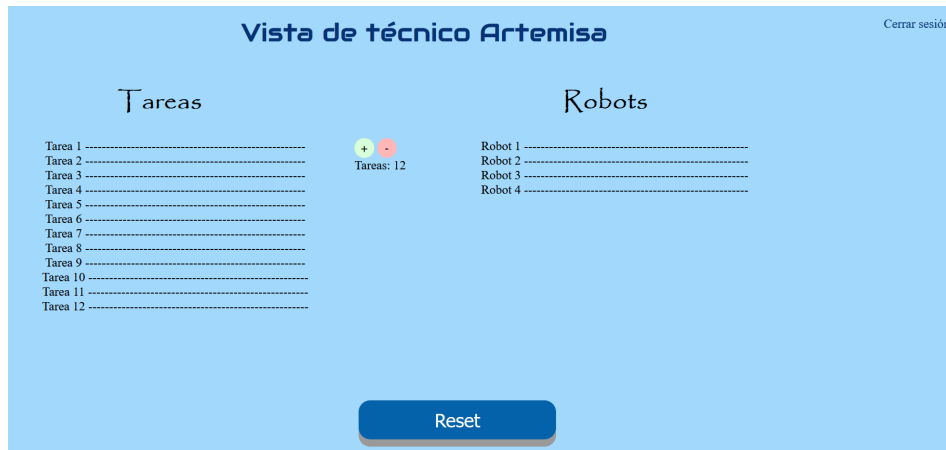 Vista de técnico Artemisa
Cerrar sesión
Tareas
Robots
Tarea 1 -------------------------------------------------------
Tarea 2 -------------------------------------------------------
Tarea 3 -------------------------------------------------------
Tarea 4 -------------------------------------------------------
Tarea 5 -------------------------------------------------------
Tarea 6 -------------------------------------------------------
Tarea 7 -------------------------------------------------------
Tarea 8 -------------------------------------------------------
Tarea 9 -------------------------------------------------------
Tarea 10 -------------------------------------------------------
Tarea 11 -------------------------------------------------------
Tarea 12 -------------------------------------------------------
+ -
Tareas: 12
Robot 1 --------------------------------------------------------
Robot 2 --------------------------------------------------------
Robot 3 --------------------------------------------------------
Robot 4 --------------------------------------------------------
Reset